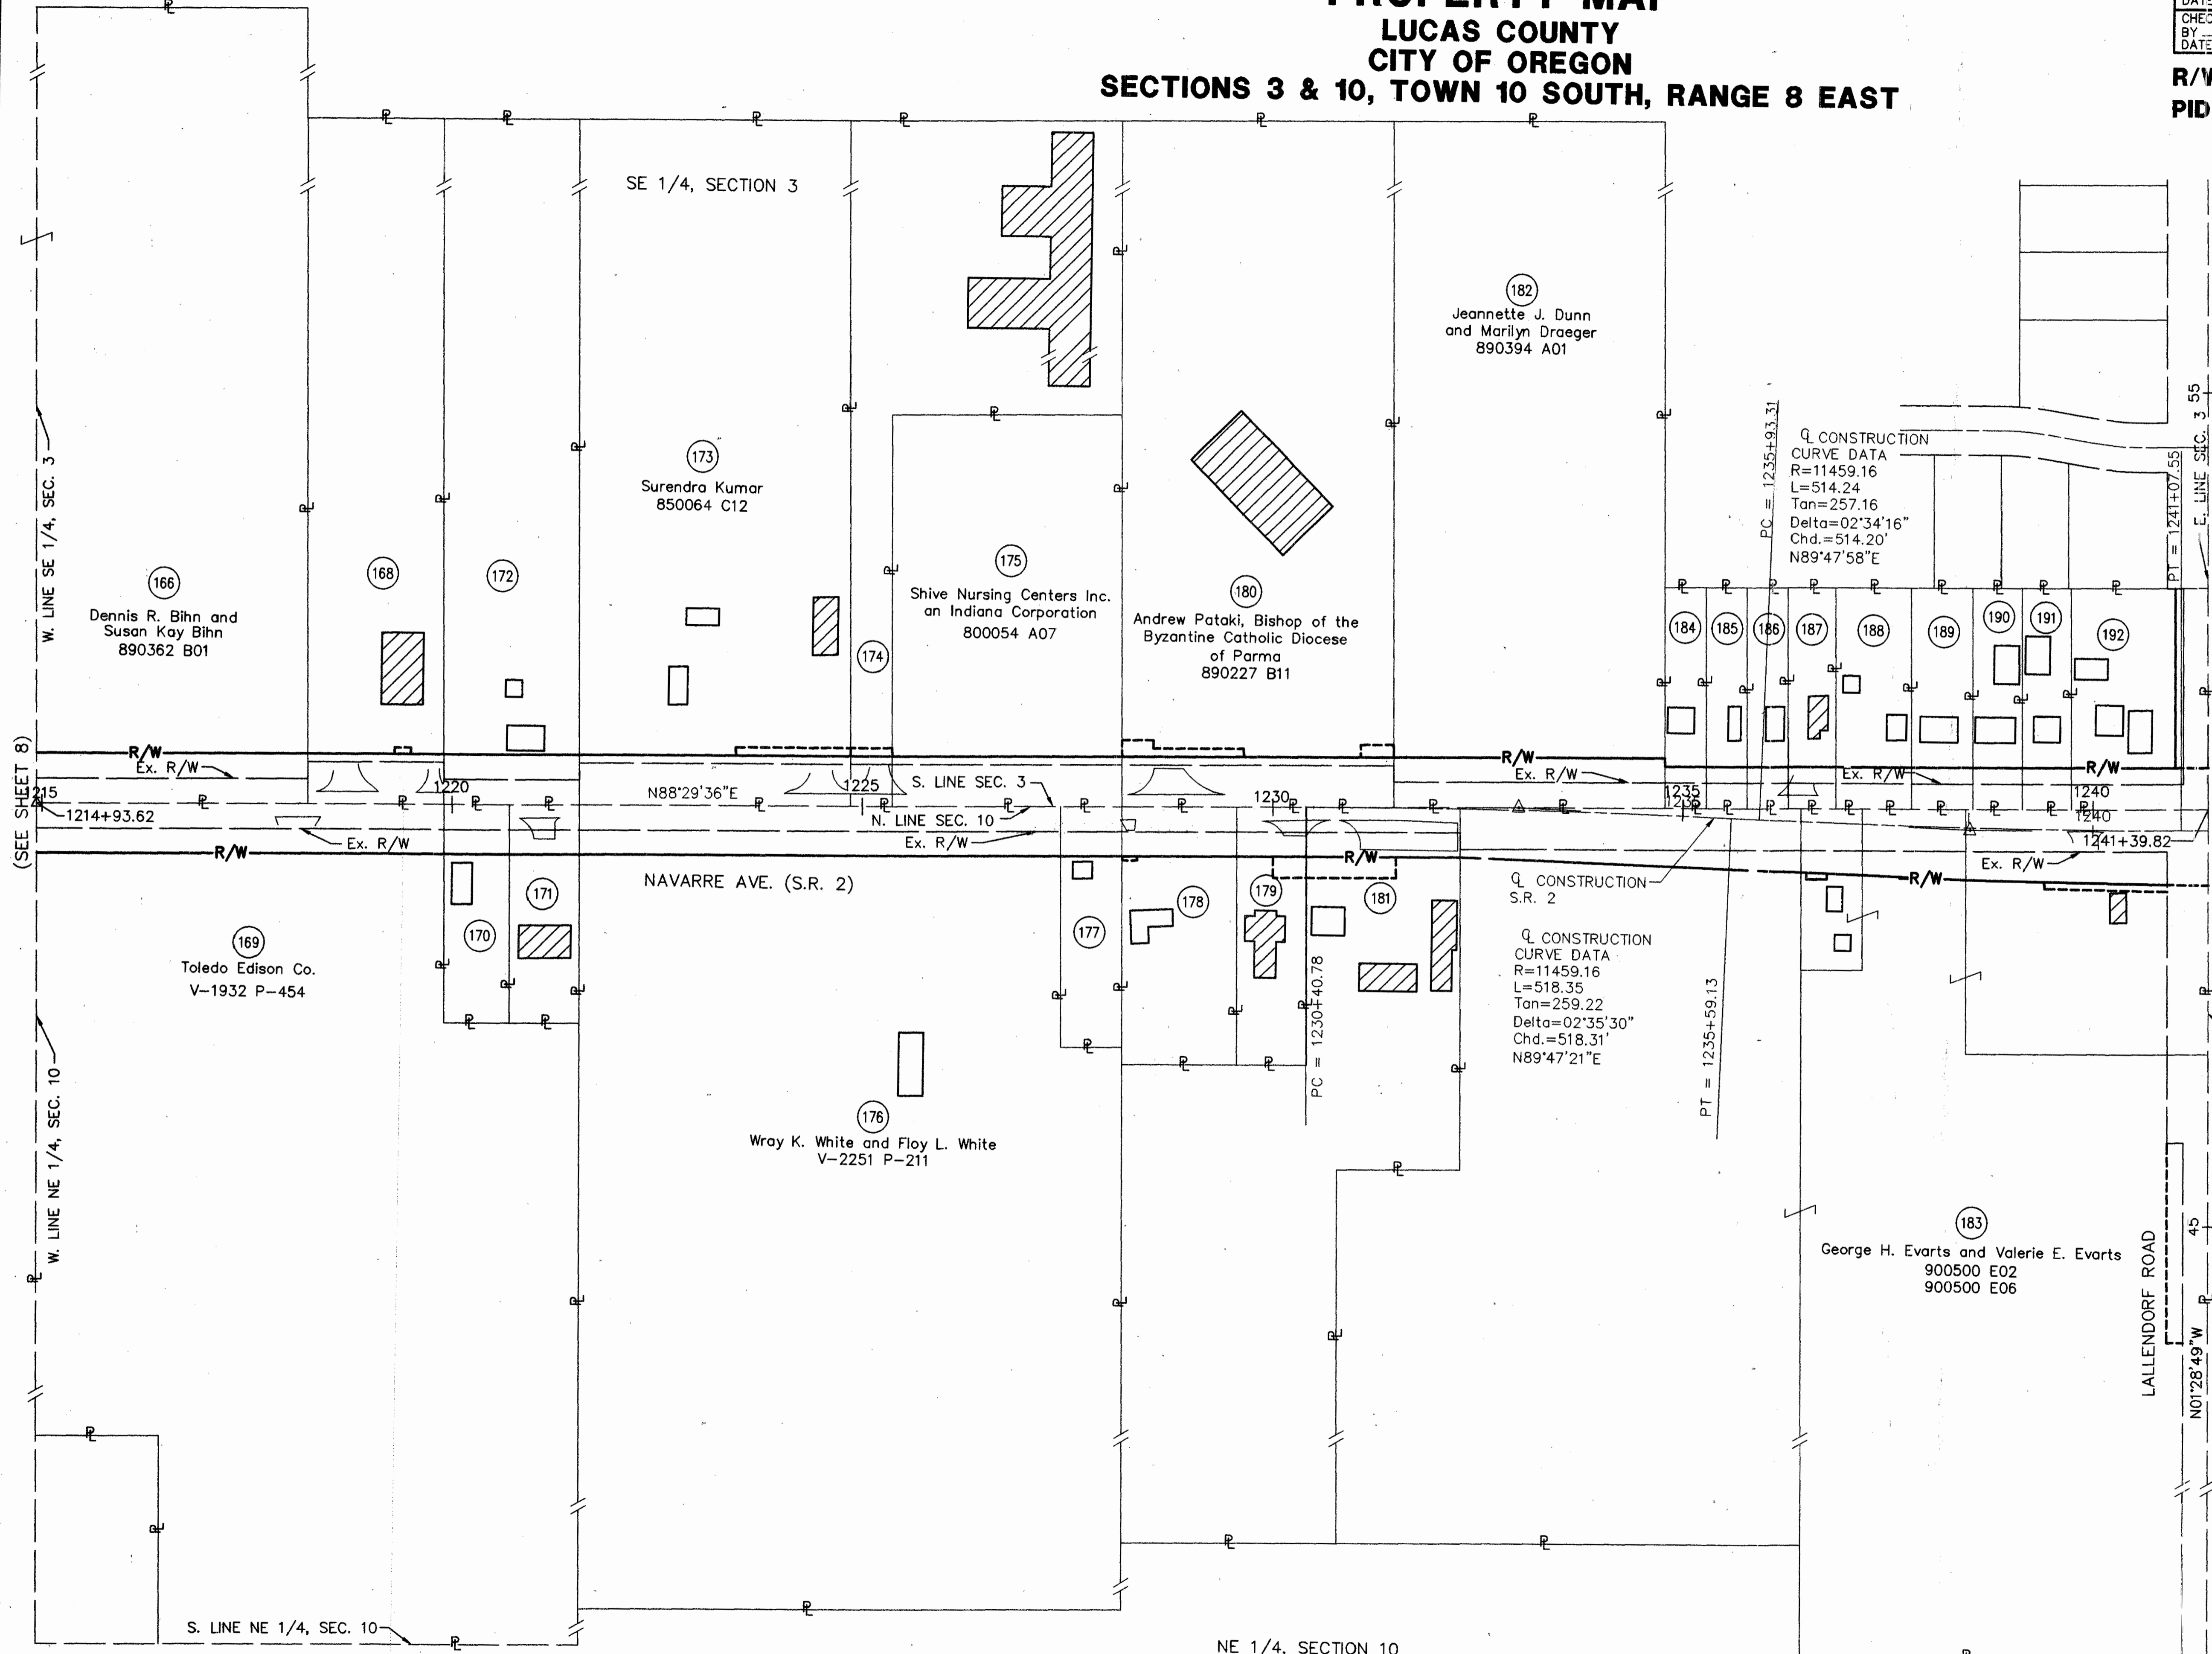 LUCAS COUNTY
CITY OF OREGON
SECTIONS 3 & 10, TOWN 10 SOUTH, RANGE 8 EAST
BY
DATE
R/W
PID
SE 1/4, SECTION 3
W. LINE SE 1/4, SEC. 3
(SEE SHEET 8)
166
Dennis R. Bihn and
Susan Kay Bihn
890362 B01
168
172
173
Surendra Kumar
850064 C12
174
175
Shive Nursing Centers Inc.
an Indiana Corporation
800054 A07
180
Andrew Pataki, Bishop of the
Byzantine Catholic Diocese
of Parma
890227 B11
182
Jeannette J. Dunn
and Marilyn Draeger
890394 A01
PC = 1235+93.31
℄ CONSTRUCTION
CURVE DATA
R=11459.16
L=514.24
Tan=257.16
Delta=02°34'16"
Chd.=514.20'
N89°47'58"E
PT = 1241+07.55
E. LINE SEC. 3
55
184
185
186
187
188
189
190
191
192
R/W
Ex. R/W
R/W
Ex. R/W
Ex. R/W
R/W
1215
1214+93.62
1220
N88°29'36"E
1225
S. LINE SEC. 3
N. LINE SEC. 10
1230
1235
1235
1240
1240
1241+39.82
Ex. R/W
Ex. R/W
Ex. R/W
R/W
R/W
R/W
NAVARRE AVE. (S.R. 2)
℄ CONSTRUCTION
S.R. 2
169
Toledo Edison Co.
V-1932 P-454
170
171
177
178
179
181
PC = 1230+40.78
℄ CONSTRUCTION
CURVE DATA
R=11459.16
L=518.35
Tan=259.22
Delta=02°35'30"
Chd.=518.31'
N89°47'21"E
PT = 1235+59.13
W. LINE NE 1/4, SEC. 10
176
Wray K. White and Floy L. White
V-2251 P-211
183
George H. Evarts and Valerie E. Evarts
900500 E02
900500 E06
LALLENDORF ROAD
45
N01°28'49"W
S. LINE NE 1/4, SEC. 10
NE 1/4, SECTION 10